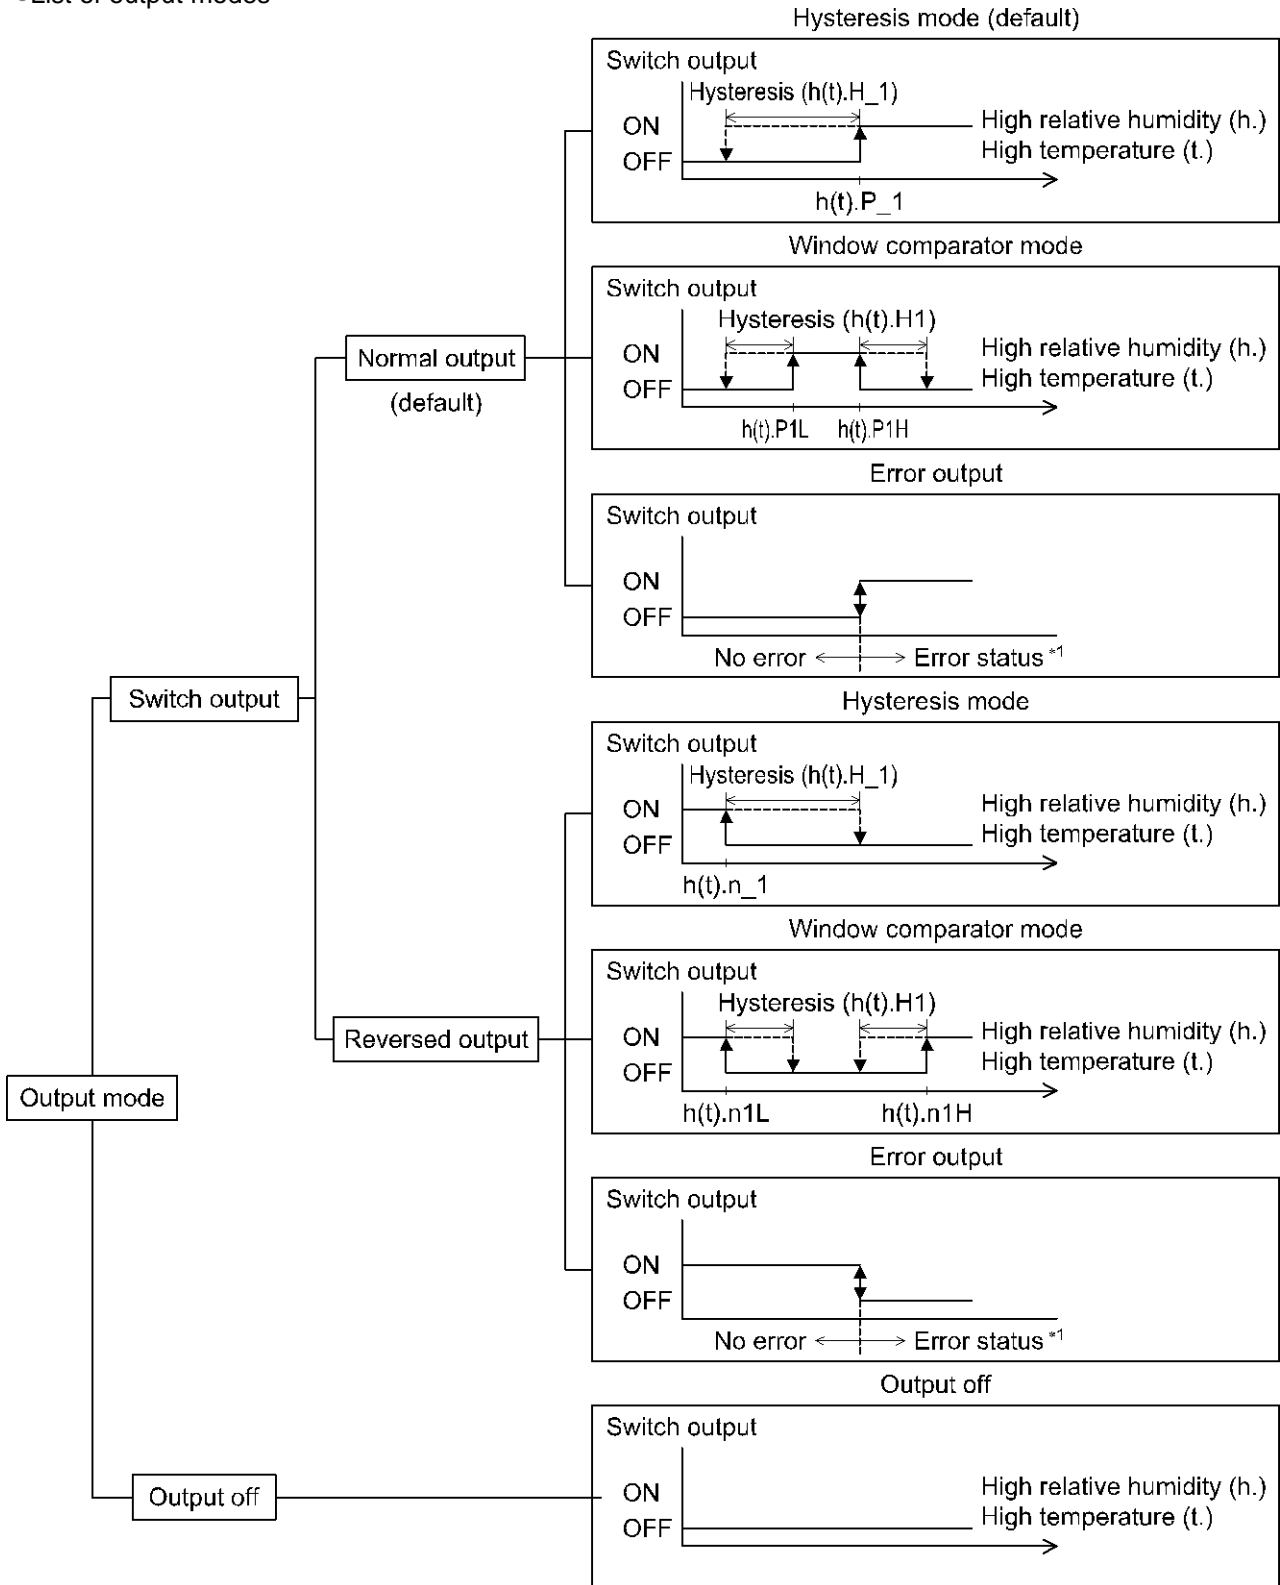 ●List of output modes
Hysteresis mode (default)
Switch output
Hysteresis (h(t).H_1)
ON
OFF
High relative humidity (h.)
High temperature (t.)
h(t).P_1
Window comparator mode
Switch output
Hysteresis (h(t).H1)
ON
OFF
High relative humidity (h.)
High temperature (t.)
h(t).P1L h(t).P1H
Normal output
(default)
Error output
Switch output
ON
OFF
No error Error status *1
Switch output
Hysteresis mode
Switch output
Hysteresis (h(t).H_1)
ON
OFF
High relative humidity (h.)
High temperature (t.)
h(t).n_1
Window comparator mode
Switch output
Hysteresis (h(t).H1)
ON
OFF
High relative humidity (h.)
High temperature (t.)
h(t).n1L h(t).n1H
Reversed output
Output mode
Error output
Switch output
ON
OFF
No error Error status *1
Output off
Switch output
ON
OFF
High relative humidity (h.)
High temperature (t.)
Output off